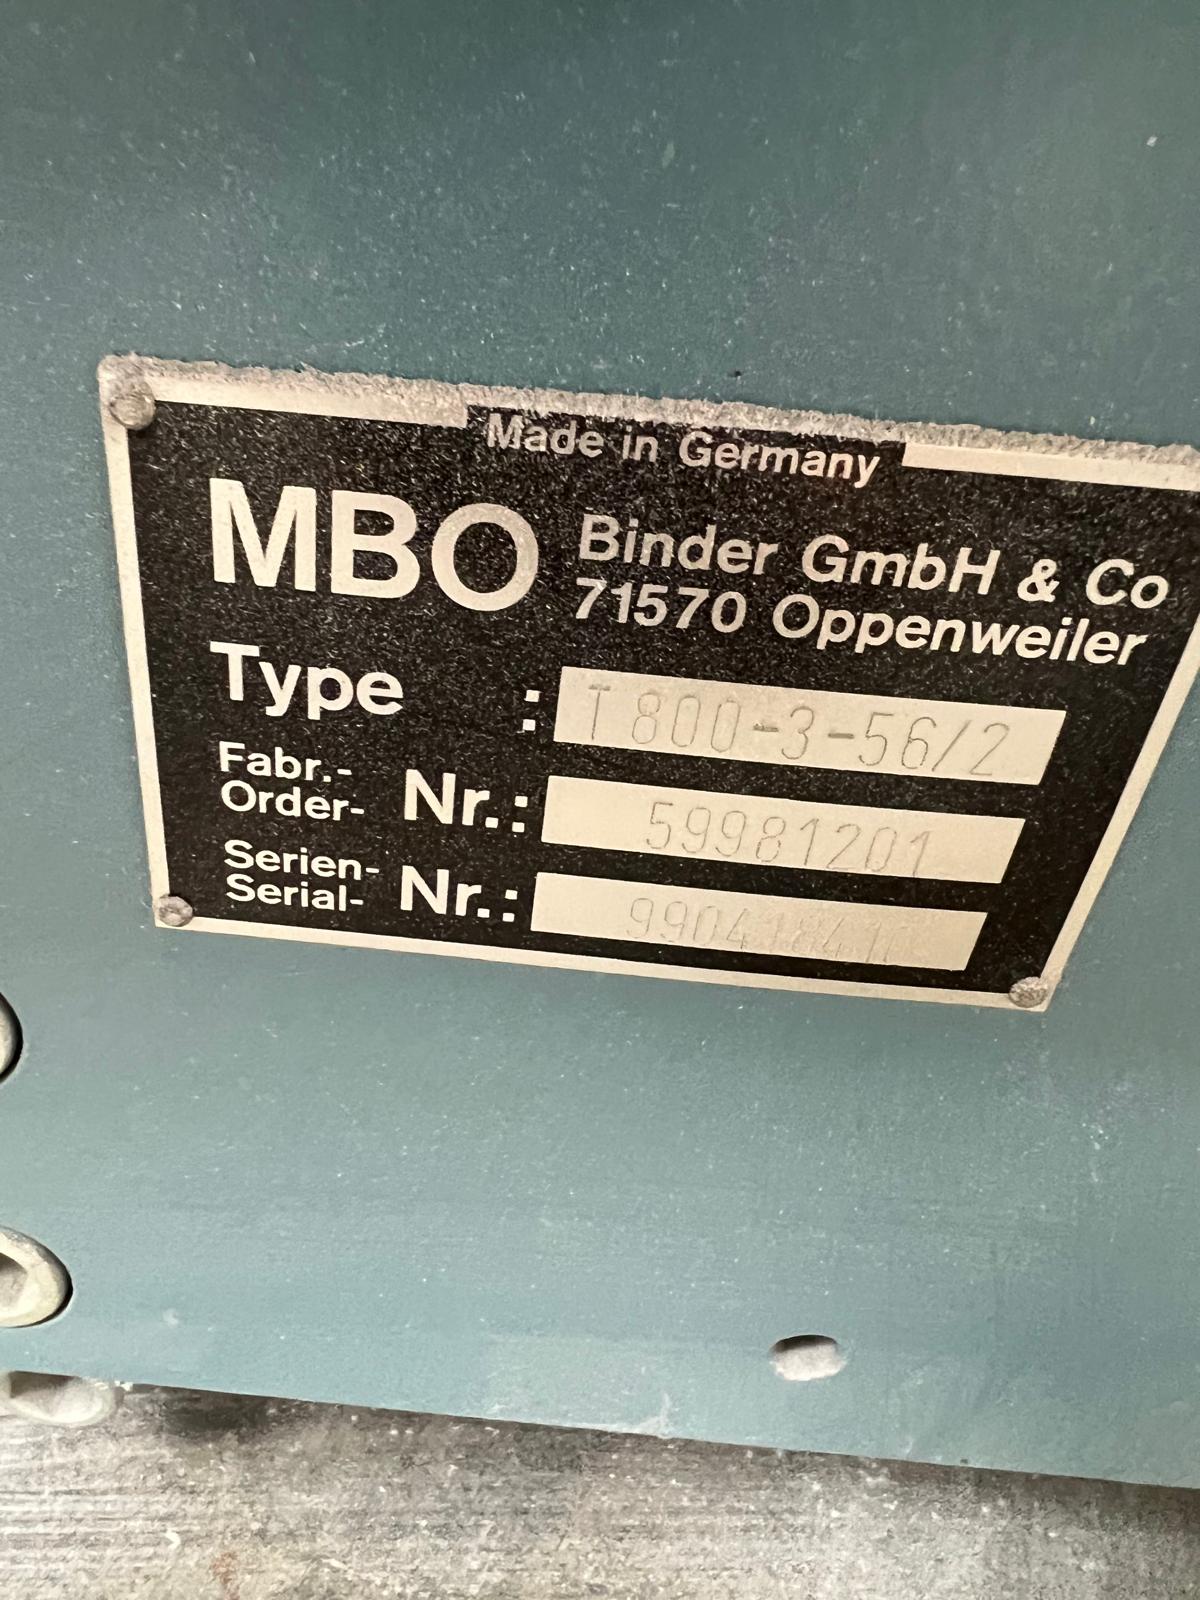 Made in Germany
MBO Binder GmbH & Co
71570 Oppenweiler
Type : T 800-3-56/2
Fabr.-
Order- Nr.: 59981201
Serien-
Serial- Nr.: